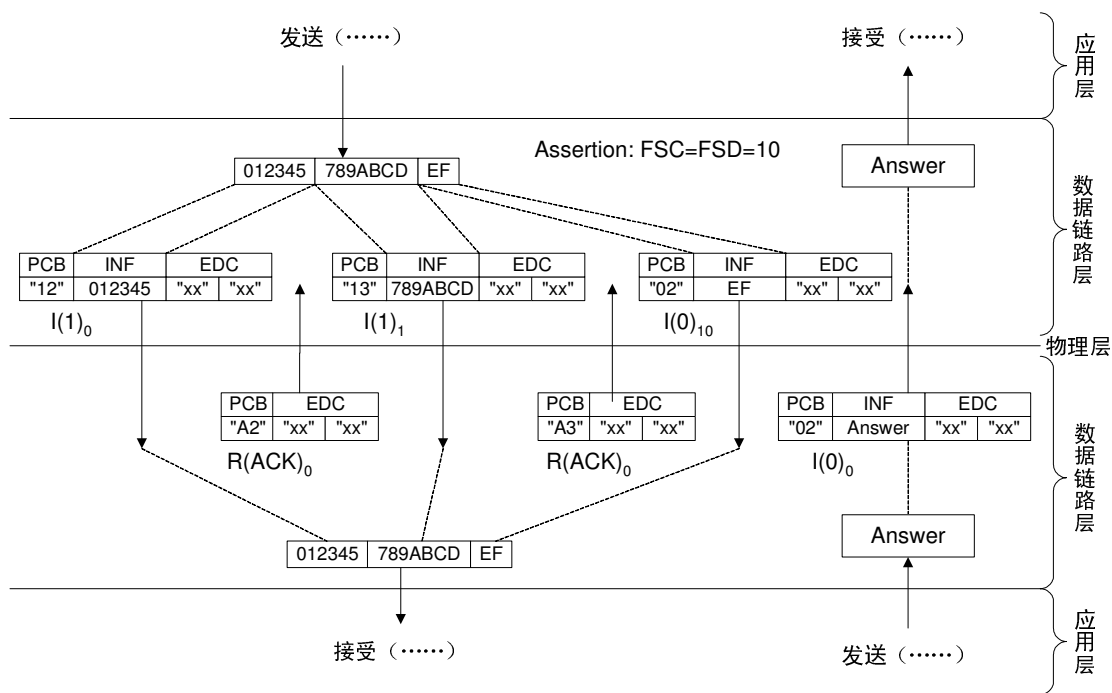 发送（……）
接受（……）
应用层
Assertion: FSC=FSD=10
012345 789ABCD EF
Answer
数据链路层
PCB INF EDC
"12" 012345 "xx" "xx"
I(1)0
PCB INF EDC
"13" 789ABCD "xx" "xx"
I(1)1
PCB INF EDC
"02" EF "xx" "xx"
I(0)10
物理层
PCB EDC
"A2" "xx" "xx"
R(ACK)0
PCB EDC
"A3" "xx" "xx"
R(ACK)0
PCB INF EDC
"02" Answer "xx" "xx"
I(0)0
数据链路层
012345 789ABCD EF
Answer
接受（……）
发送（……）
应用层